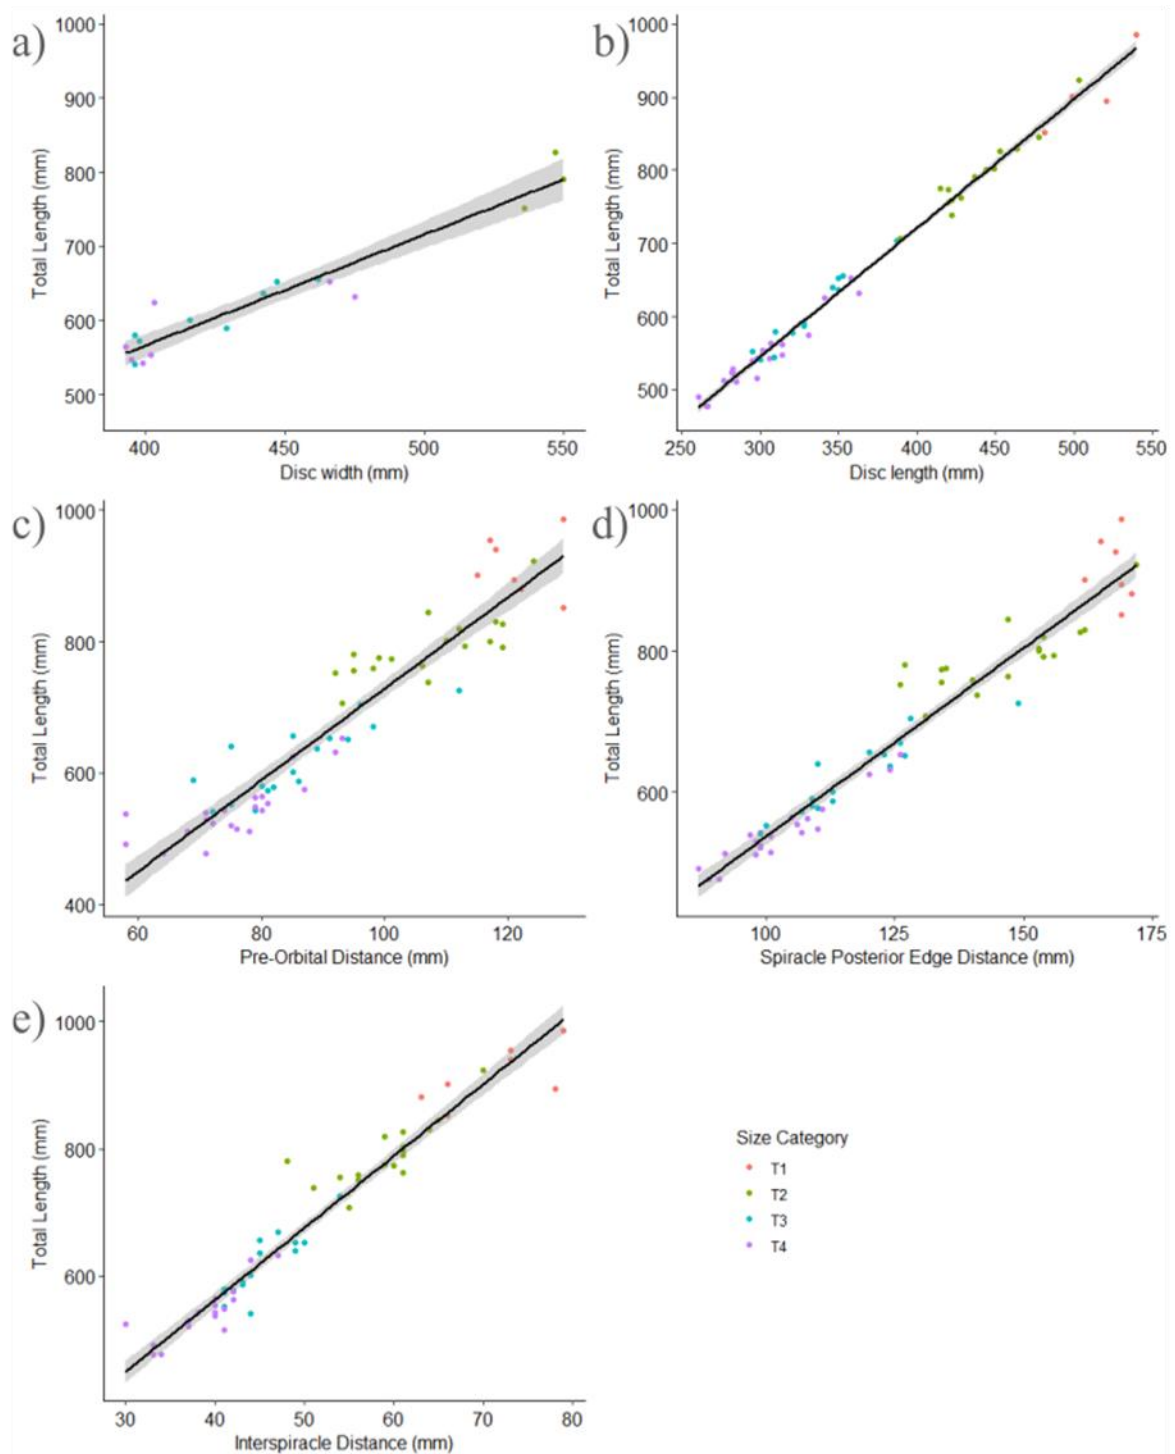 a)
1000
900
800
700
600
500
Total Length (mm)
400
450
500
550
Disc width (mm)
b)
1000
900
800
700
600
500
Total Length (mm)
250
300
350
400
450
500
550
Disc length (mm)
c)
1000
800
600
400
Total Length (mm)
60
80
100
120
Pre-Orbital Distance (mm)
d)
1000
800
600
Total Length (mm)
100
125
150
175
Spiracle Posterior Edge Distance (mm)
e)
1000
800
600
Total Length (mm)
30
40
50
60
70
80
Interspiracle Distance (mm)
Size Category
T1
T2
T3
T4